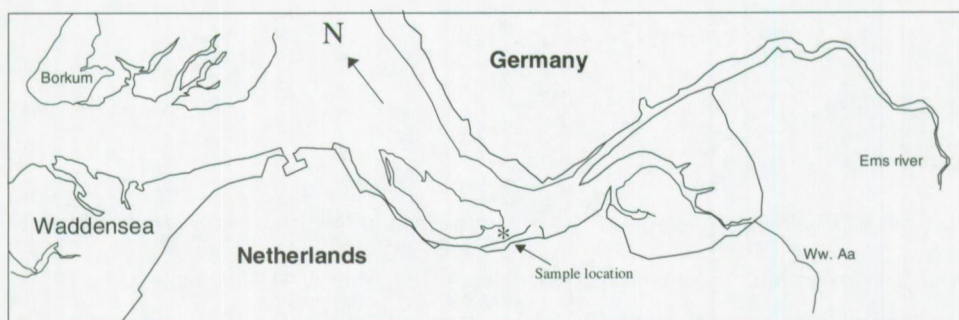 N
Germany
Borkum
Ems river
Waddensea
Netherlands
*
Sample location
Ww. Aa